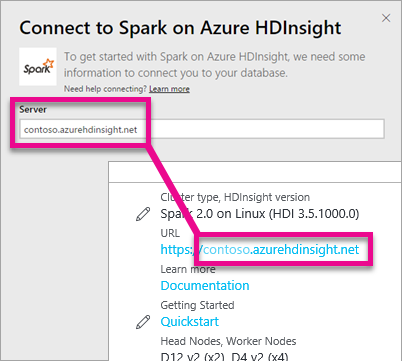 Connect to Spark on Azure HDInsight
Spark
To get started with Spark on Azure HDInsight, we need some
information to connect you to your database.
Need help connecting? Learn more
Server
contoso.azurehdinsight.net
Cluster type, HDInsight version
Spark 2.0 on Linux (HDI 3.5.1000.0)
URL
https://contoso.azurehdinsight.net
Learn more
Documentation
Getting Started
Quickstart
Head Nodes, Worker Nodes
D12 v2 (x2), D4 v2 (x4)